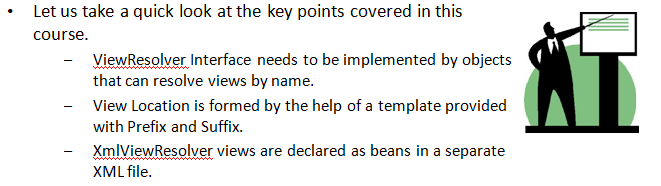 • Let us take a quick look at the key points covered in this
course.
– ViewResolver Interface needs to be implemented by objects
that can resolve views by name.
– View Location is formed by the help of a template provided
with Prefix and Suffix.
– XmlViewResolver views are declared as beans in a separate
XML file.